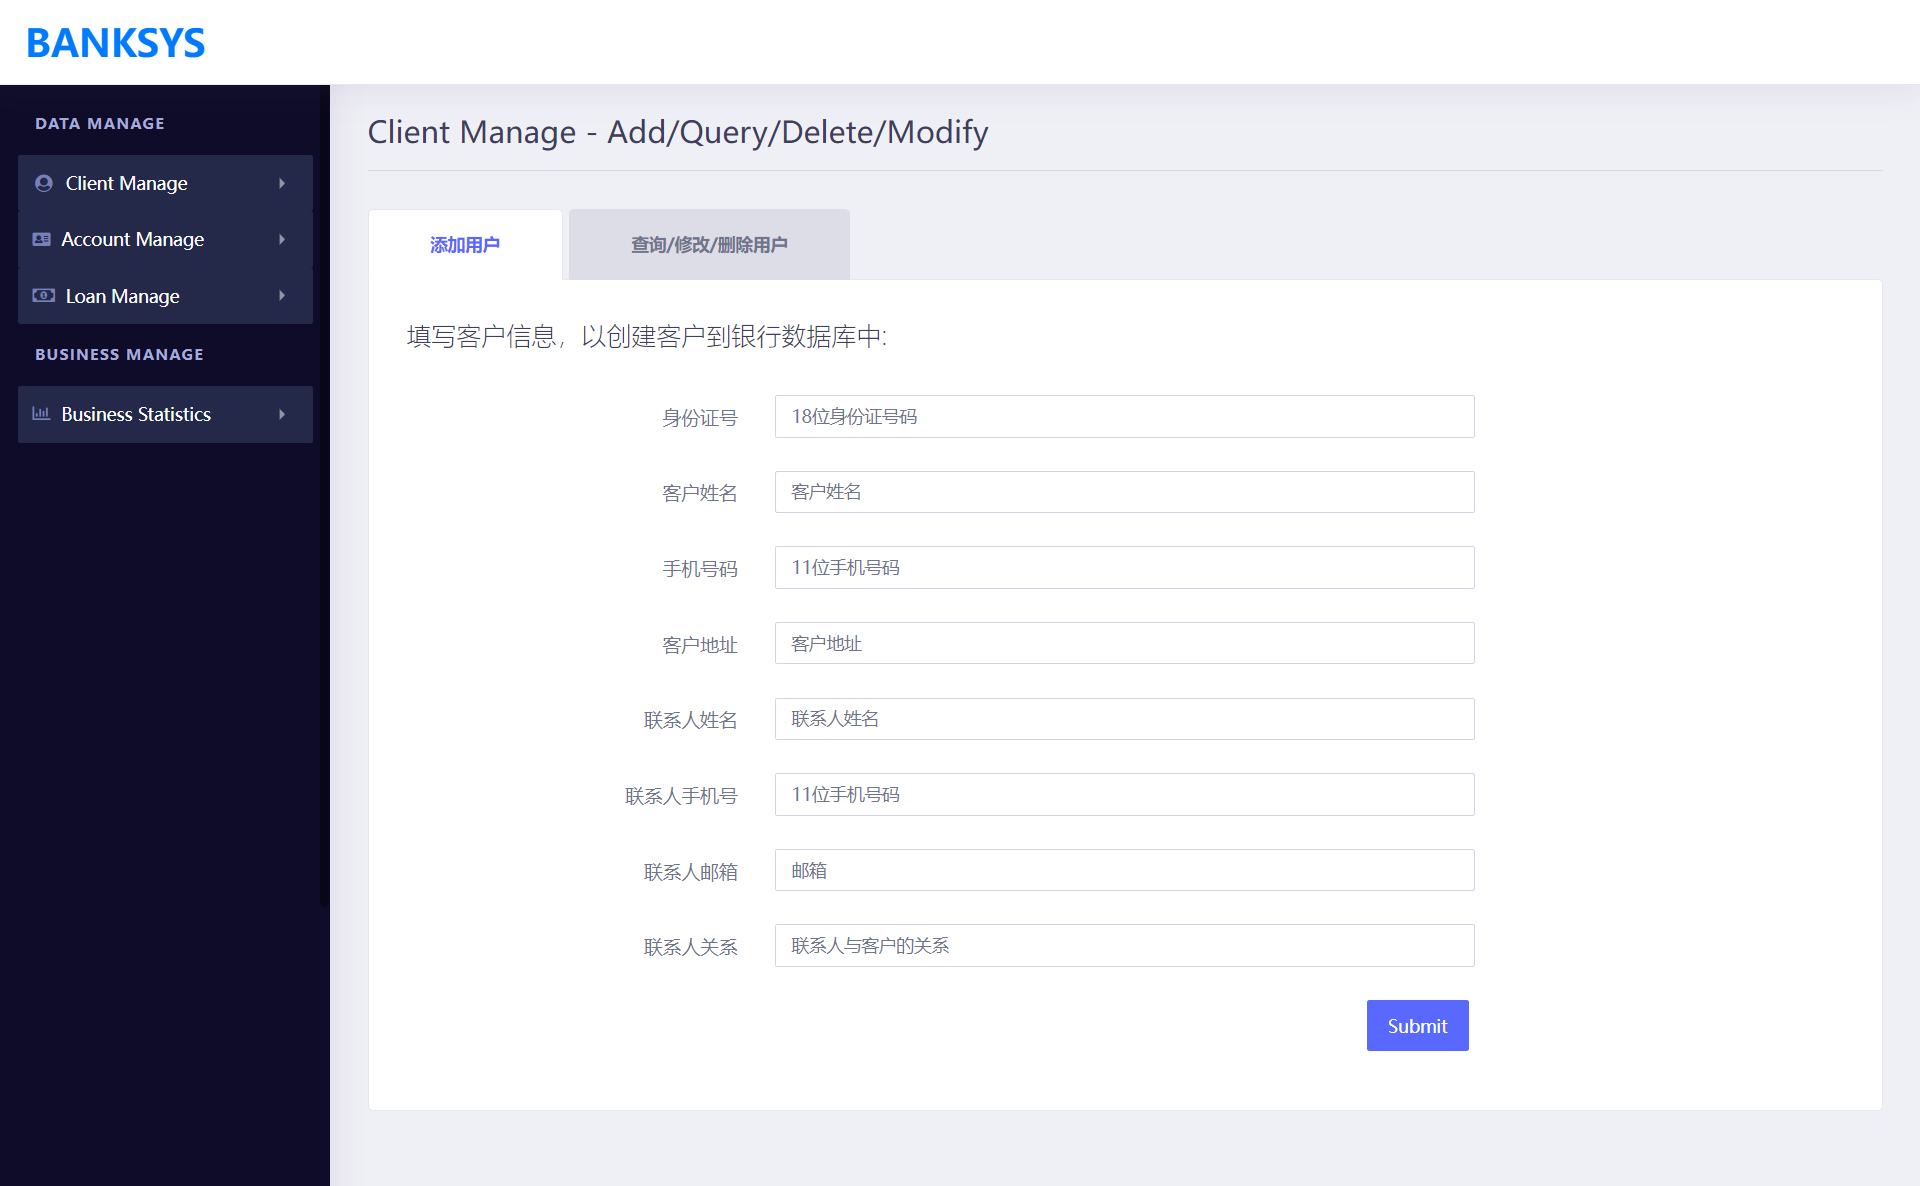 BANKSYS
DATA MANAGE
Client Manage
Account Manage
Loan Manage
BUSINESS MANAGE
Business Statistics
Client Manage - Add/Query/Delete/Modify
添加用户
查询/修改/删除用户
填写客户信息，以创建客户到银行数据库中:
身份证号 18位身份证号码
客户姓名 客户姓名
手机号码 11位手机号码
客户地址 客户地址
联系人姓名 联系人姓名
联系人手机号 11位手机号码
联系人邮箱 邮箱
联系人关系 联系人与客户的关系
Submit